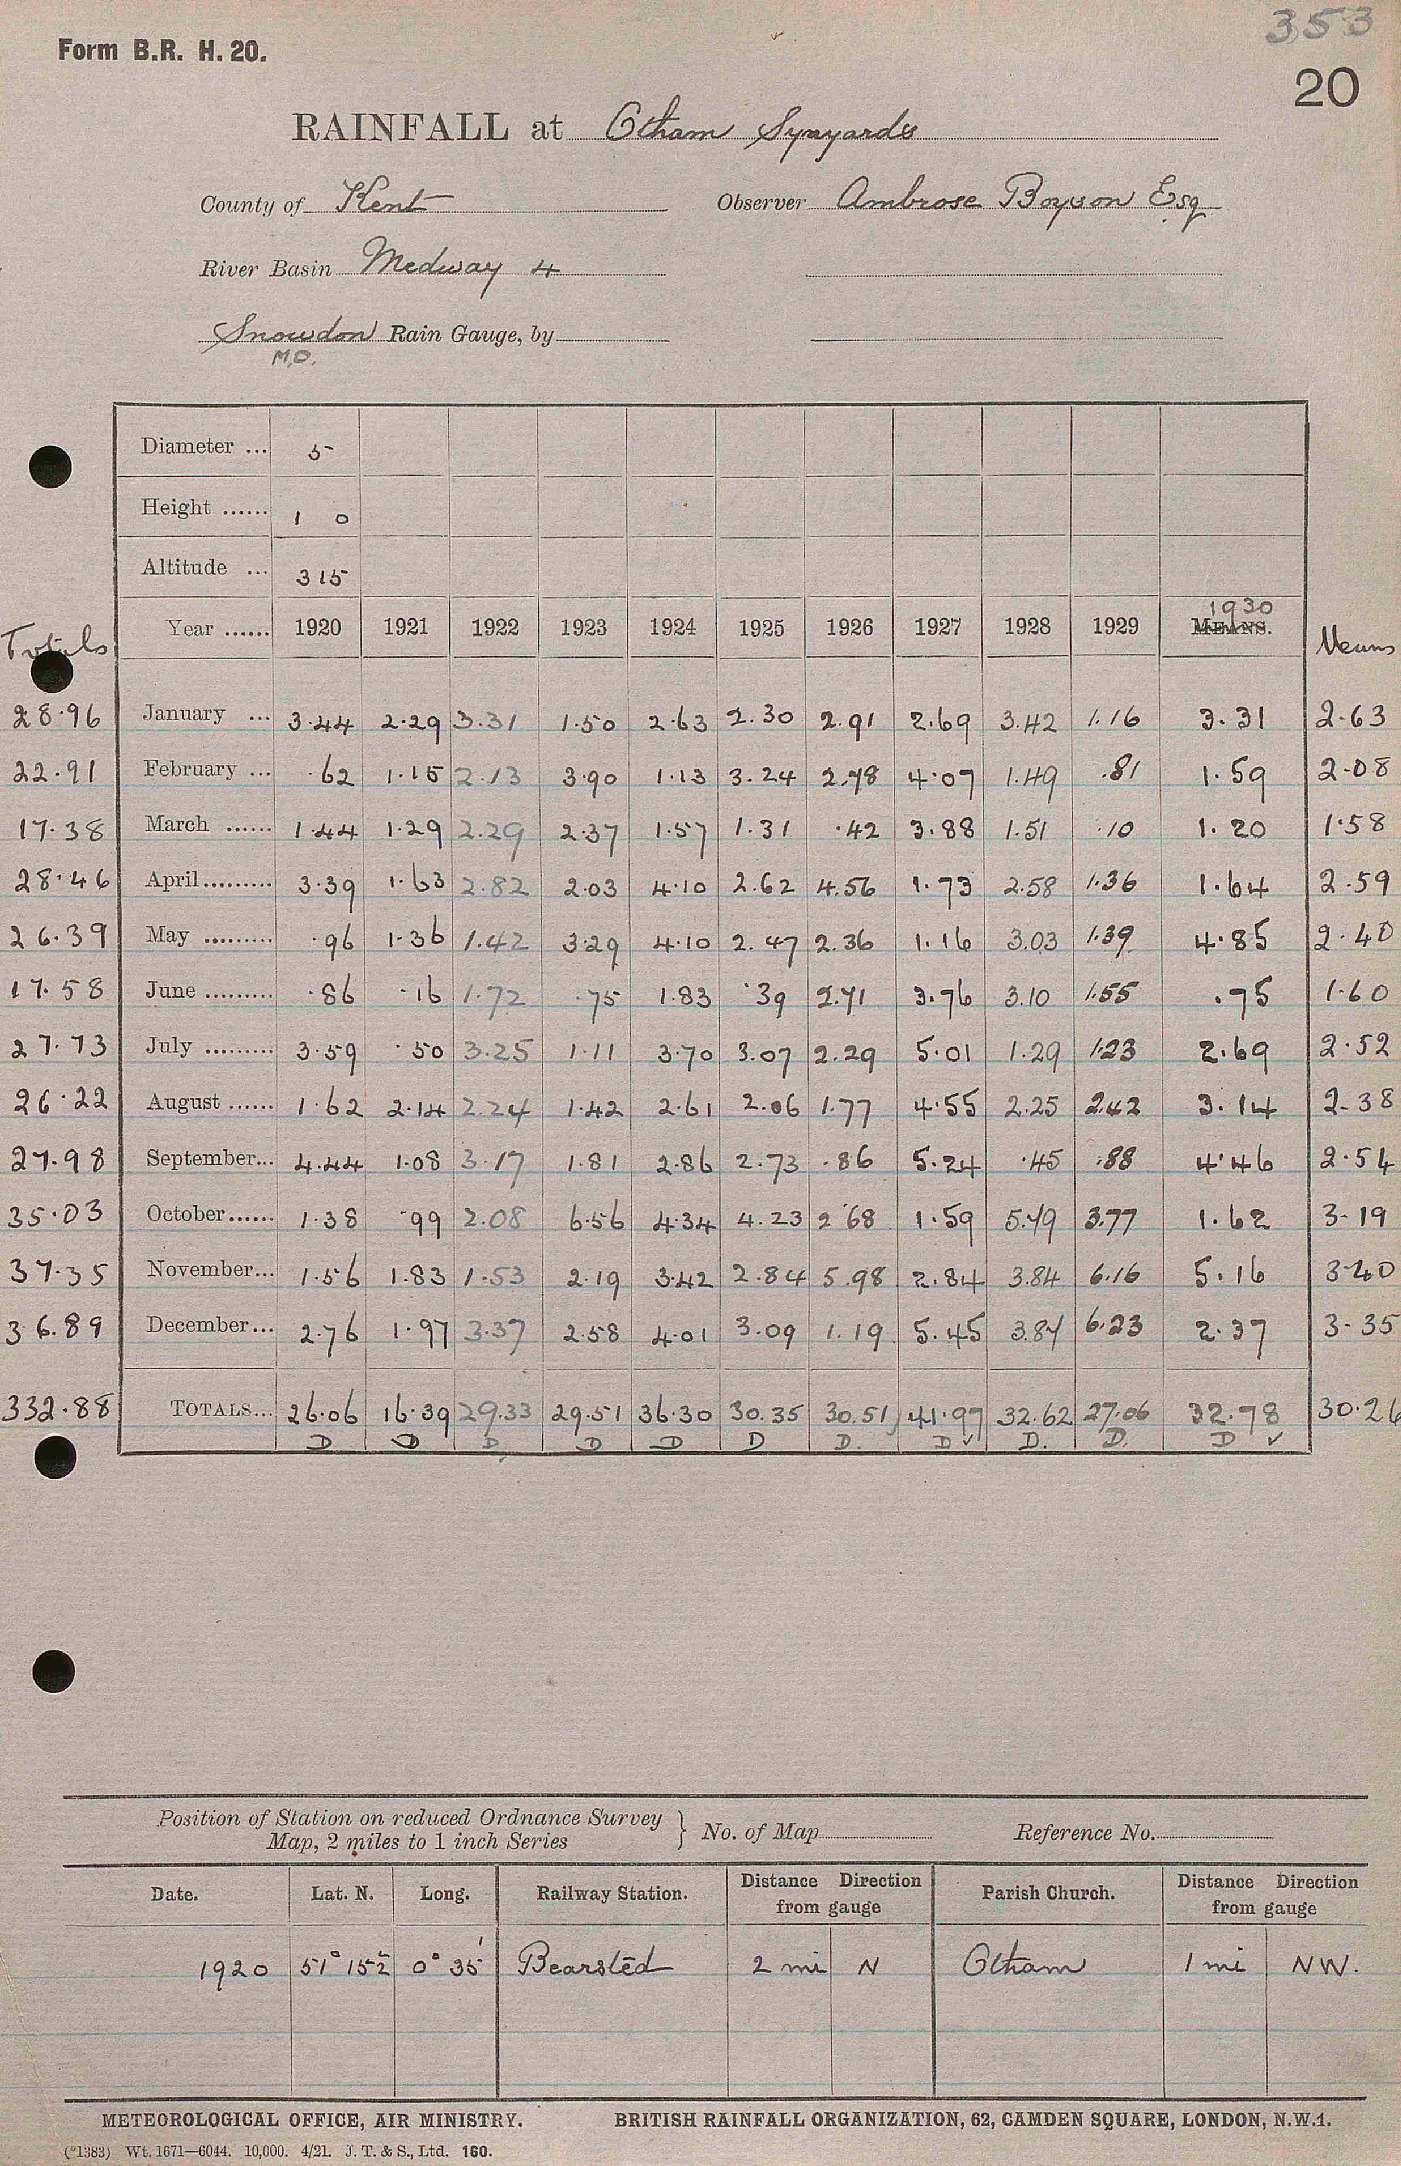 353
Form B.R. H. 20.
20
RAINFALL at Otham Synyards
County of Kent Observer Ambrose Boyson Esq
River Basin Medway 4
Snowdon Rain Gauge, by
M.O.
Diameter ... 5
Height ...... 1 0
Altitude ... 315
1930
Totals Year ...... 1920 1921 1922 1923 1924 1925 1926 1927 1928 1929 MEANS. Means
28.96 January ... 3.44 2.29 3.31 1.50 2.63 2.30 2.91 2.69 3.42 1.16 3.31 2.63
22.91 February ... .62 1.15 2.13 3.90 1.13 3.24 2.78 4.07 1.49 .81 1.59 2.08
17.38 March ...... 1.44 1.29 2.29 2.37 1.57 1.31 .42 3.88 1.51 .10 1.20 1.58
28.46 April......... 3.39 1.63 2.82 2.03 4.10 2.62 4.56 1.73 2.58 1.36 1.64 2.59
26.39 May ......... .96 1.36 1.42 3.29 4.10 2.47 2.36 1.16 3.03 1.39 4.85 2.40
17.58 June ......... .86 .16 1.72 .75 1.83 .39 2.71 3.76 3.10 1.55 .75 1.60
27.73 July ......... 3.59 .50 3.25 1.11 3.70 3.07 2.29 5.01 1.29 1.23 2.69 2.52
26.22 August ...... 1.62 2.14 2.24 1.42 2.61 2.06 1.77 4.55 2.25 2.42 3.14 2.38
27.98 September... 4.44 1.08 3.17 1.81 2.86 2.73 .86 5.24 .45 .88 4.46 2.54
35.03 October...... 1.38 .99 2.08 6.56 4.34 4.23 2.68 1.59 5.79 3.77 1.62 3.19
37.35 November... 1.56 1.83 1.53 2.19 3.42 2.84 5.98 2.84 3.84 6.16 5.16 3.40
36.89 December... 2.76 1.97 3.37 2.58 4.01 3.09 1.19 5.45 3.87 6.23 2.37 3.35
332.88 TOTALS... 26.06 16.39 29.33 29.51 36.30 30.35 30.51 41.97 32.62 27.06 32.78 30.26
D D D D D D D. D ✓ D. D. D ✓
Position of Station on reduced Ordnance Survey
Map, 2 miles to 1 inch Series } No. of Map Reference No.
Date. Lat. N. Long. Railway Station. Distance Direction from gauge Parish Church. Distance Direction from gauge
1920 51° 15½ 0° 35' Bearsted 2 mi N Otham 1 mi NW.
METEOROLOGICAL OFFICE, AIR MINISTRY. BRITISH RAINFALL ORGANIZATION, 62, CAMDEN SQUARE, LONDON, N.W.1.
(*1383) Wt. 1671—6044. 10,000. 4/21. J. T. & S., Ltd. 160.